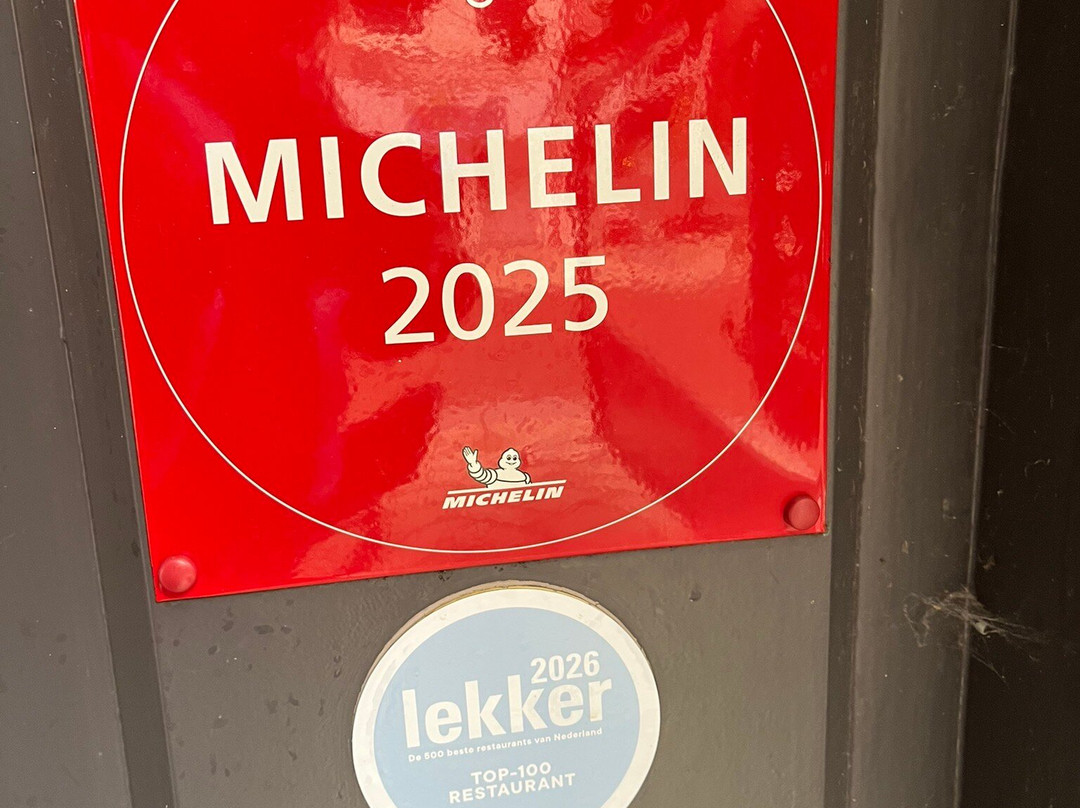 MICHELIN
2025
MICHELIN
2026
lekker
De 500 beste restaurants van Nederland
TOP-100
RESTAURANT